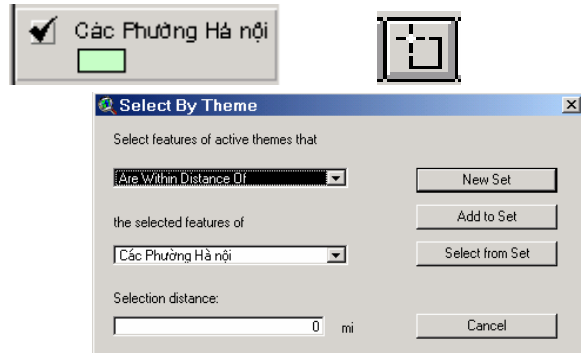 Các Phường Hà nội
Select By Theme
Select features of active themes that
Are Within Distance Of
New Set
the selected features of
Add to Set
Các Phường Hà nội
Select from Set
Selection distance:
0 mi
Cancel